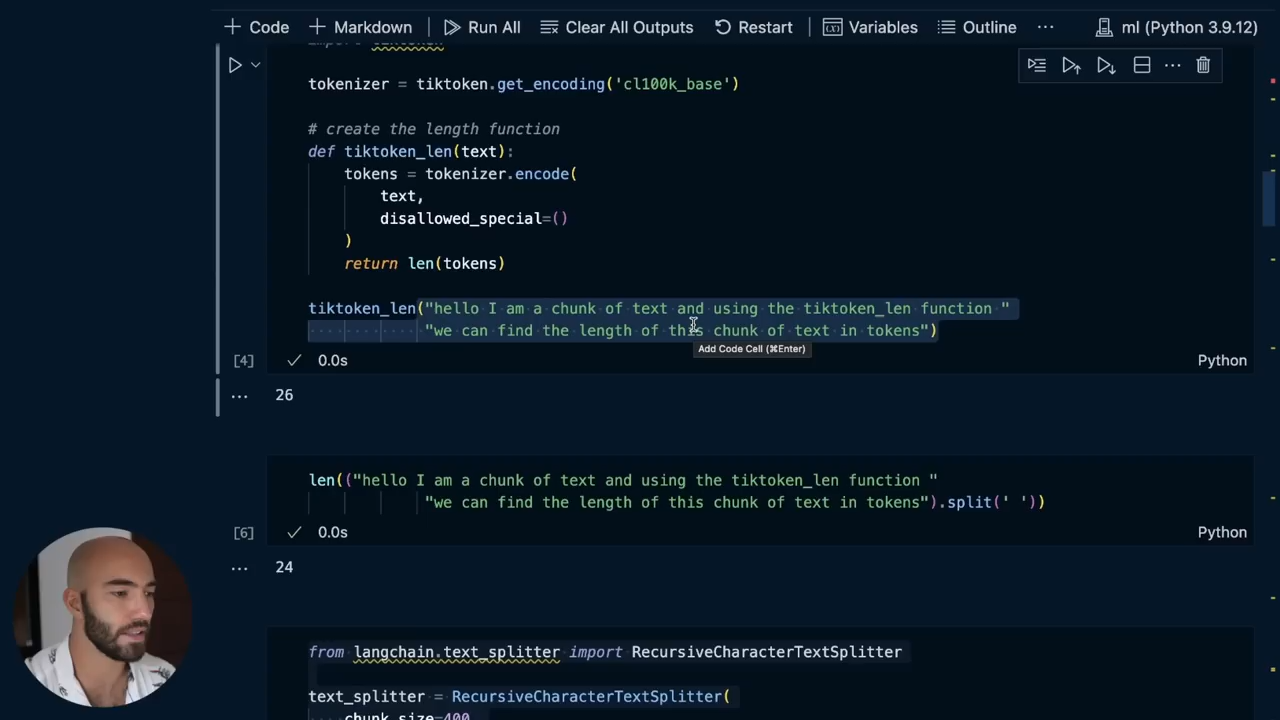 Code Markdown Run All Clear All Outputs Restart Variables Outline ··· ml (Python 3.9.12)
import tiktoken
tokenizer = tiktoken.get_encoding('cl100k_base')
# create the length function
def tiktoken_len(text):
tokens = tokenizer.encode(
text,
disallowed_special=()
)
return len(tokens)
tiktoken_len("hello I am a chunk of text and using the tiktoken_len function "
"we can find the length of this chunk of text in tokens")
Add Code Cell (⌘Enter)
[4] 0.0s Python
26
len(("hello I am a chunk of text and using the tiktoken_len function "
"we can find the length of this chunk of text in tokens").split(' '))
[6] 0.0s Python
24
from langchain.text_splitter import RecursiveCharacterTextSplitter
text_splitter = RecursiveCharacterTextSplitter(
chunk_size=400